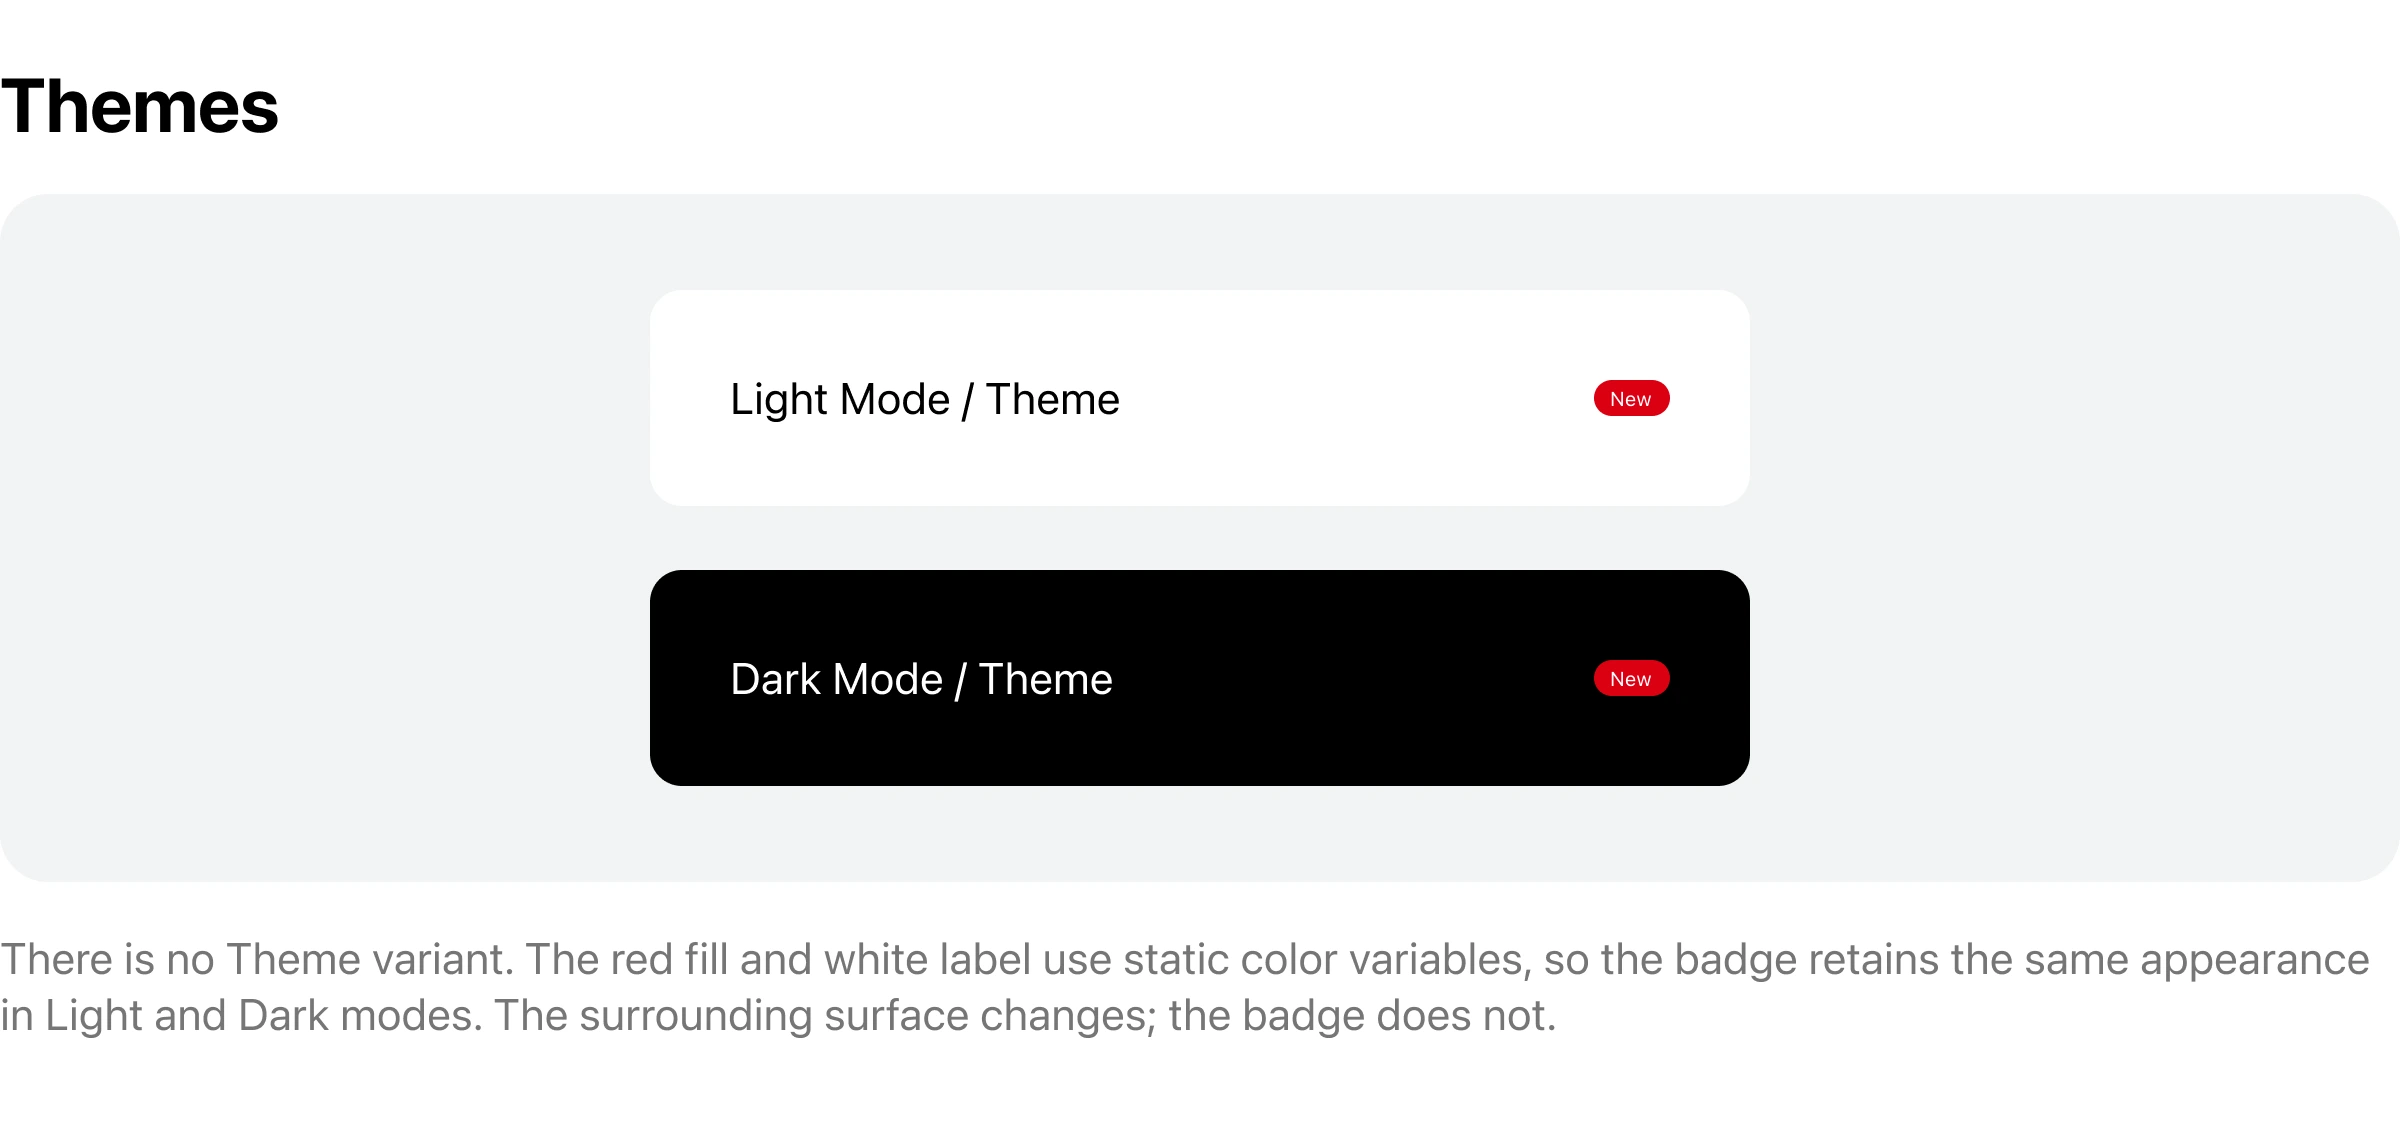 Themes
Light Mode / Theme
New
Dark Mode / Theme
New
There is no Theme variant. The red fill and white label use static color variables, so the badge retains the same appearance
in Light and Dark modes. The surrounding surface changes; the badge does not.